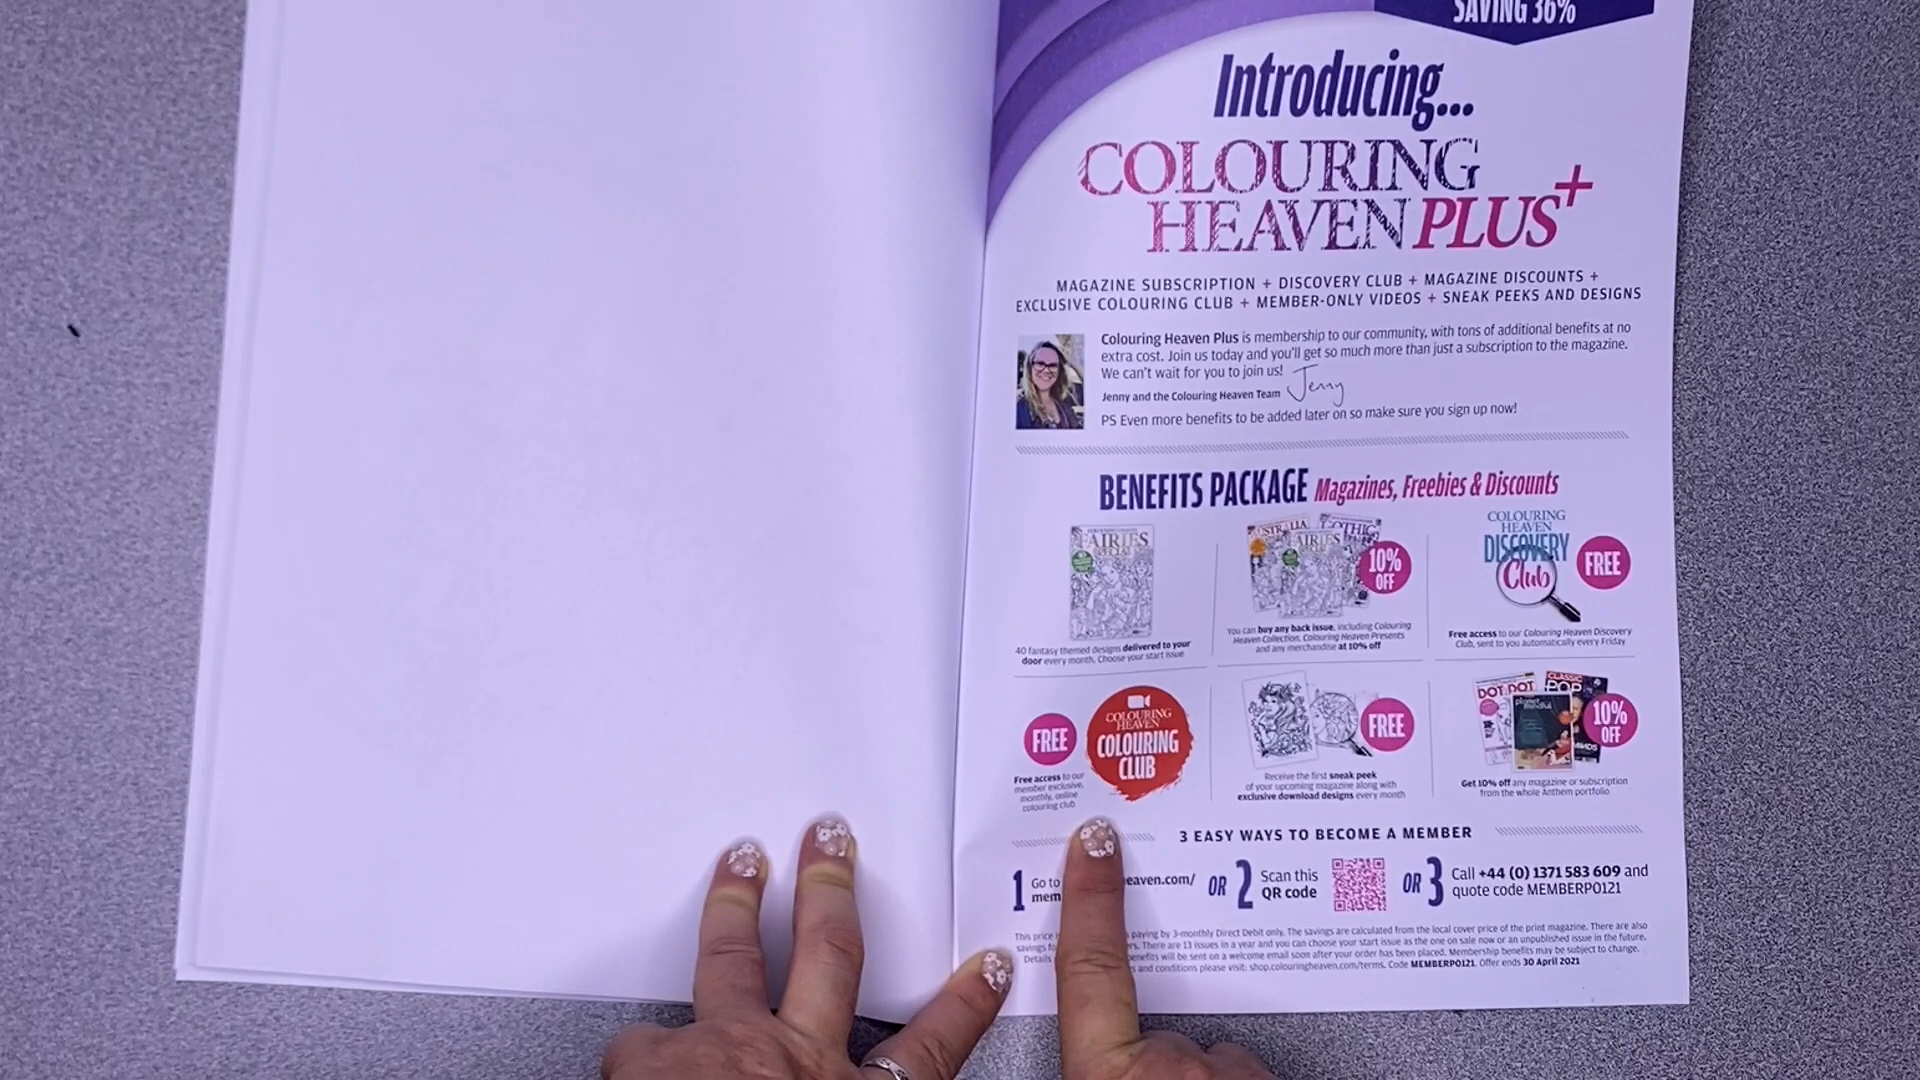 SAVING 36%
Introducing...
COLOURING
HEAVEN PLUS+
MAGAZINE SUBSCRIPTION + DISCOVERY CLUB + MAGAZINE DISCOUNTS +
EXCLUSIVE COLOURING CLUB + MEMBER-ONLY VIDEOS + SNEAK PEEKS AND DESIGNS
Colouring Heaven Plus is membership to our community, with tons of additional benefits at no
extra cost. Join us today and you'll get so much more than just a subscription to the magazine.
We can't wait for you to join us!
Jenny
Jenny and the Colouring Heaven Team
PS Even more benefits to be added later on so make sure you sign up now!
BENEFITS PACKAGE Magazines, Freebies & Discounts
FAIRIES
40 fantasy themed designs delivered to your
door every month. Choose your start issue
GOTHIC
FAIRIES
10%
OFF
You can buy any back issue, including Colouring
Heaven Collection, Colouring Heaven Presents
and any merchandise at 10% off
COLOURING
HEAVEN
DISCOVERY
Club
FREE
Free access to our Colouring Heaven Discovery
Club, sent to you automatically every Friday
FREE
COLOURING
HEAVEN
COLOURING
CLUB
Free access to our
member exclusive,
monthly, online
colouring club
FREE
Receive the first sneak peek
of your upcoming magazine along with
exclusive download designs every month
DOT DOT
CLASSIC
POP
planet
mindful
10%
OFF
Get 10% off any magazine or subscription
from the whole Anthem portfolio
3 EASY WAYS TO BECOME A MEMBER
1 Go to eaven.com/
mem
OR 2 Scan this
QR code
OR 3 Call +44 (0) 1371 583 609 and
quote code MEMBERPO121
This price paying by 3-monthly Direct Debit only. The savings are calculated from the local cover price of the print magazine. There are also
savings fo rs. There are 13 issues in a year and you can choose your start issue as the one on sale now or an unpublished issue in the future.
Details enefits will be sent on a welcome email soon after your order has been placed. Membership benefits may be subject to change.
and conditions please visit: shop.colouringheaven.com/terms. Code MEMBERPO121. Offer ends 30 April 2021